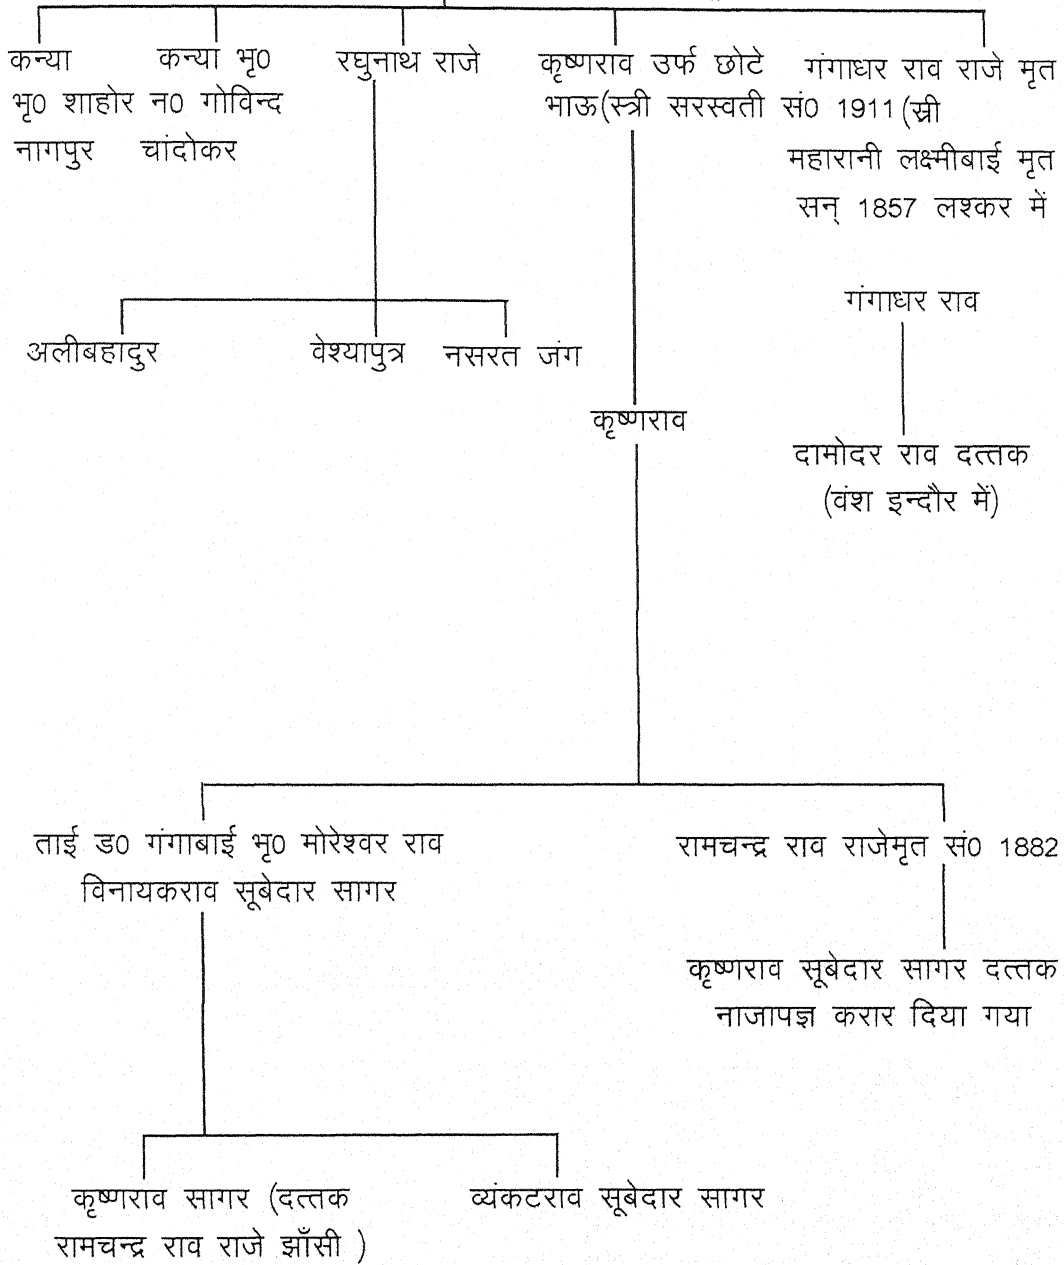 कन्या कन्या भृ0 रघुनाथ राजे कृष्णराव उर्फ छोटे गंगाधर राव राजे मृत
भृ0 शाहोर न0 गोविन्द भाऊ(स्त्री सरस्वती सं0 1911 (स्री
नागपुर चांदोकर महारानी लक्ष्मीबाई मृत
सन् 1857 लश्कर में
गंगाधर राव
अलीबहादुर वेश्यापुत्र नसरत जंग
कृष्णराव
दामोदर राव दत्तक
(वंश इन्दौर में)
ताई ड0 गंगाबाई भृ0 मोरेश्वर राव रामचन्द्र राव राजेमृत सं0 1882
विनायकराव सूबेदार सागर
कृष्णराव सूबेदार सागर दत्तक
नाजापज्ञ करार दिया गया
कृष्णराव सागर (दत्तक व्यंकटराव सूबेदार सागर
रामचन्द्र राव राजे झाँसी )